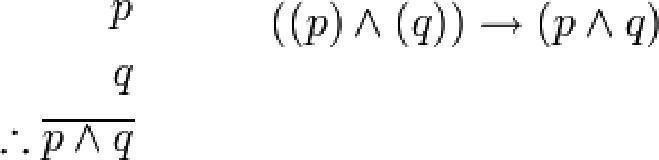 p ((p) ∧ (q)) → (p ∧ q)
q
∴ p ∧ q